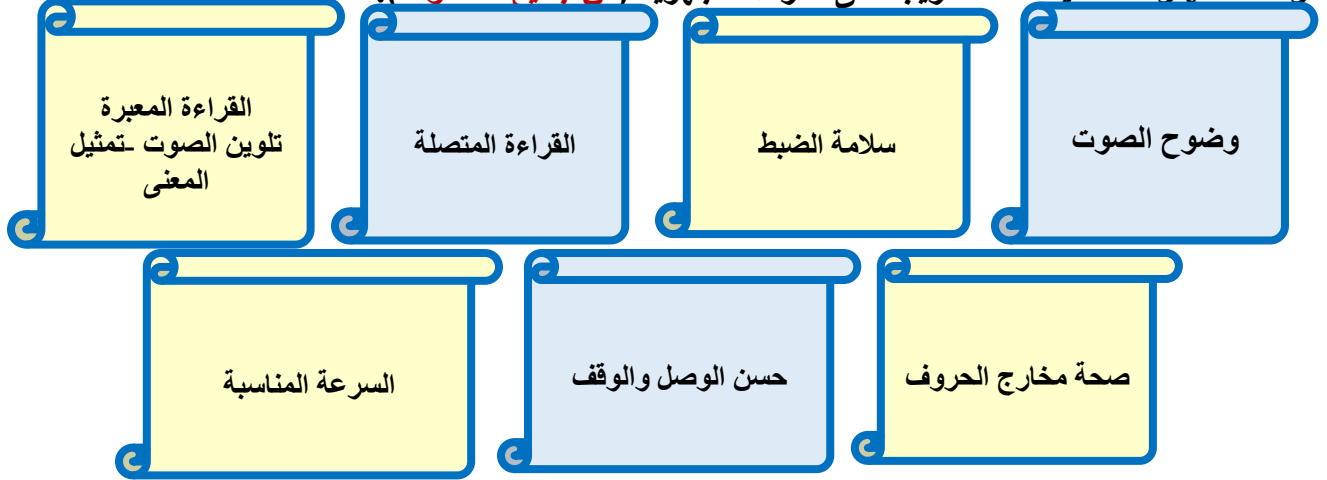 وضوح الصوت
سلامة الضبط
القراءة المتصلة
القراءة المعبرة
تلوين الصوت -تمثيل
المعنى
صحة مخارج الحروف
حسن الوصل والوقف
السرعة المناسبة